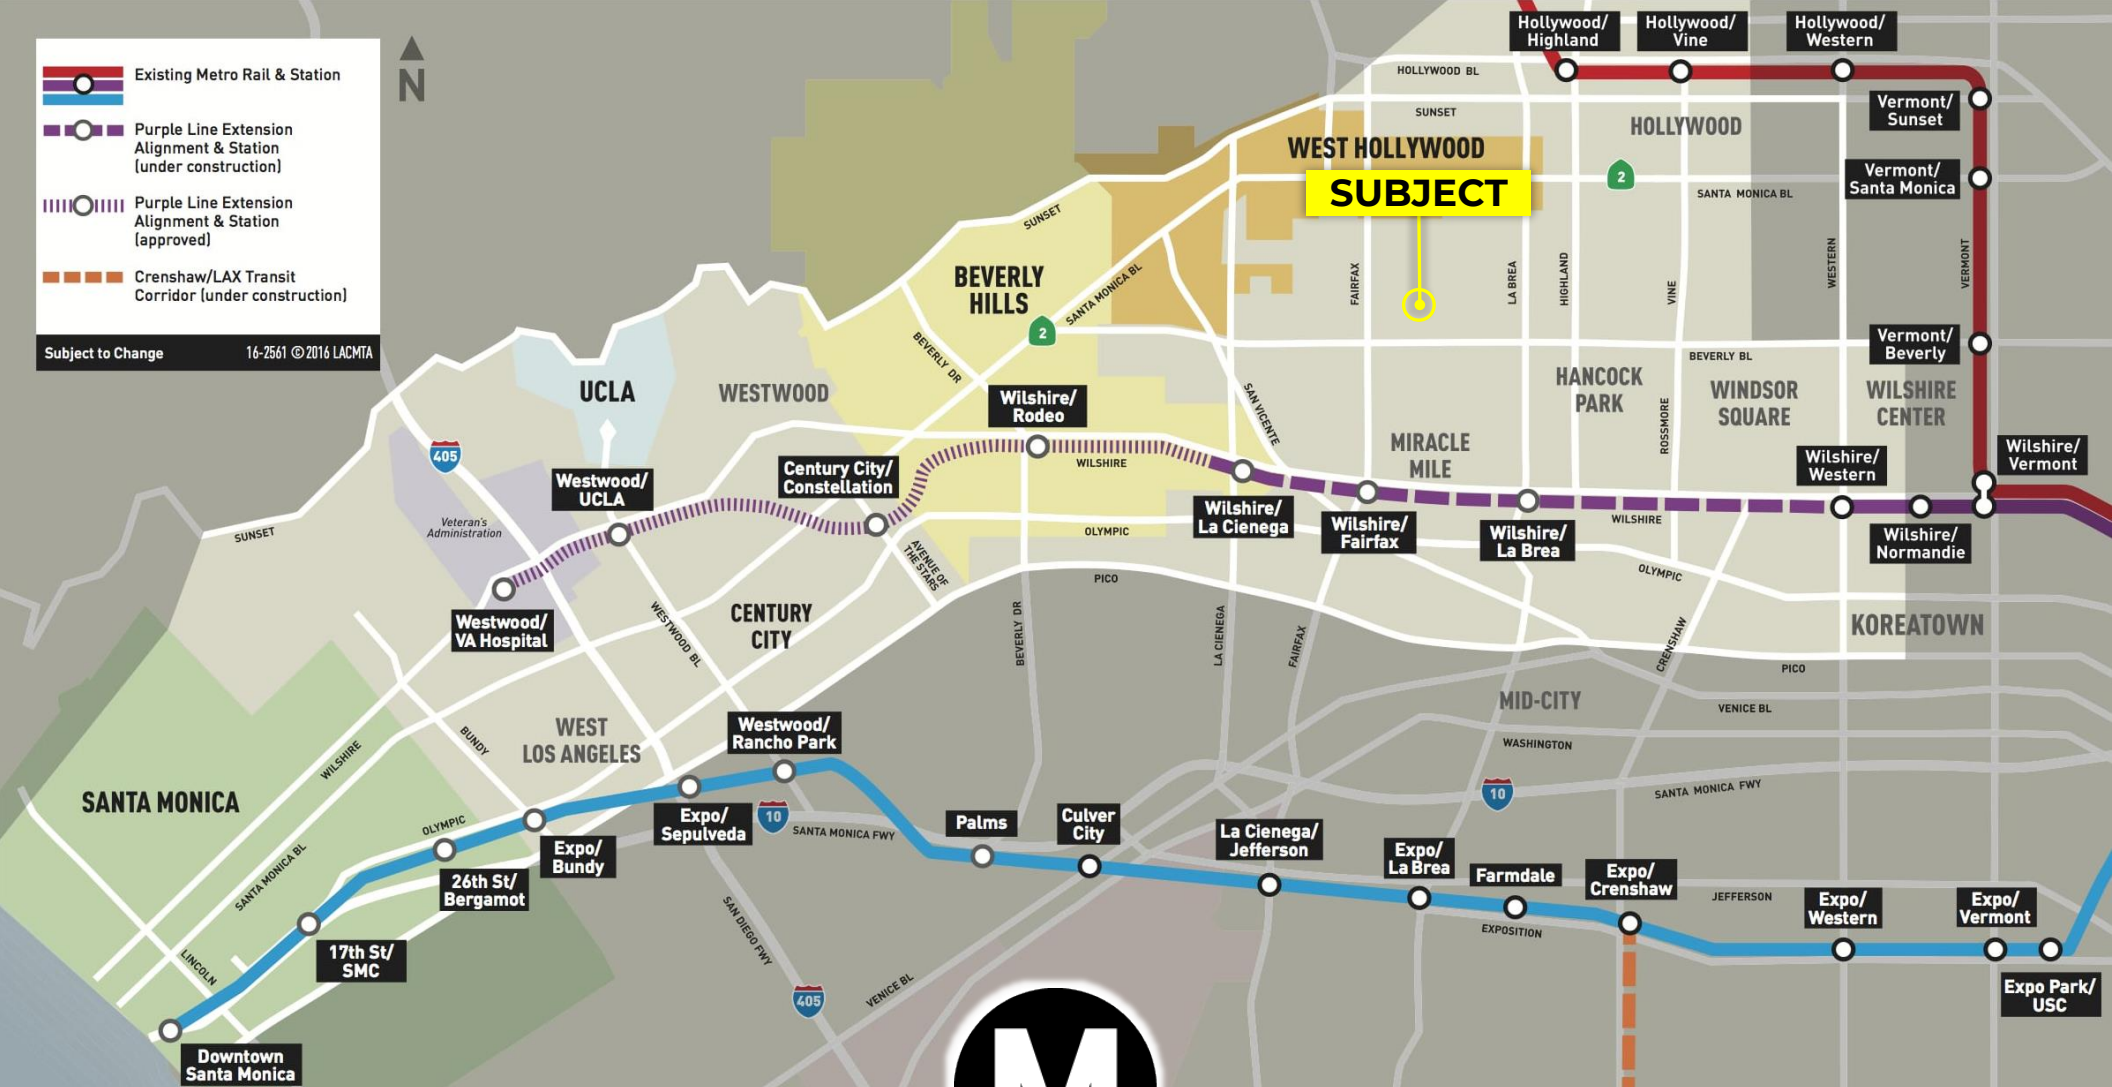 Existing Metro Rail & Station
Purple Line Extension
Alignment & Station
(under construction)
Purple Line Extension
Alignment & Station
(approved)
Crenshaw/LAX Transit
Corridor (under construction)
Subject to Change
16-2561 © 2016 LACMTA
N
Hollywood/
Highland
Hollywood/
Vine
Hollywood/
Western
HOLLYWOOD BL
SUNSET
Vermont/
Sunset
HOLLYWOOD
WEST HOLLYWOOD
SUBJECT
2
SANTA MONICA BL
Vermont/
Santa Monica
SUNSET
BEVERLY
HILLS
SANTA MONICA BL
2
FAIRFAX
LA BREA
HIGHLAND
VINE
WESTERN
VERMONT
Vermont/
Beverly
BEVERLY BL
BEVERLY DR
UCLA
WESTWOOD
Wilshire/
Rodeo
SAN VICENTE
HANCOCK
PARK
WINDSOR
SQUARE
WILSHIRE
CENTER
ROSSMORE
MIRACLE
MILE
405
Westwood/
UCLA
Century City/
Constellation
WILSHIRE
Wilshire/
La Cienega
Wilshire/
Fairfax
Wilshire/
La Brea
WILSHIRE
Wilshire/
Western
Wilshire/
Vermont
Wilshire/
Normandie
Veteran's
Administration
SUNSET
OLYMPIC
AVENUE OF
THE STARS
OLYMPIC
PICO
Westwood/
VA Hospital
WESTWOOD BL
CENTURY
CITY
BEVERLY DR
LA CIENEGA
FAIRFAX
CRENSHAW
KOREATOWN
PICO
MID-CITY
VENICE BL
WASHINGTON
10
SANTA MONICA FWY
WEST
LOS ANGELES
BUNDY
WILSHIRE
SANTA MONICA
Westwood/
Rancho Park
Expo/
Sepulveda
10
SANTA MONICA FWY
OLYMPIC
SANTA MONICA BL
Expo/
Bundy
26th St/
Bergamot
17th St/
SMC
LINCOLN
Downtown
Santa Monica
Palms
Culver
City
La Cienega/
Jefferson
Expo/
La Brea
Farmdale
Expo/
Crenshaw
JEFFERSON
EXPOSITION
Expo/
Western
Expo/
Vermont
Expo Park/
USC
SAN DIEGO FWY
405
VENICE BL
M